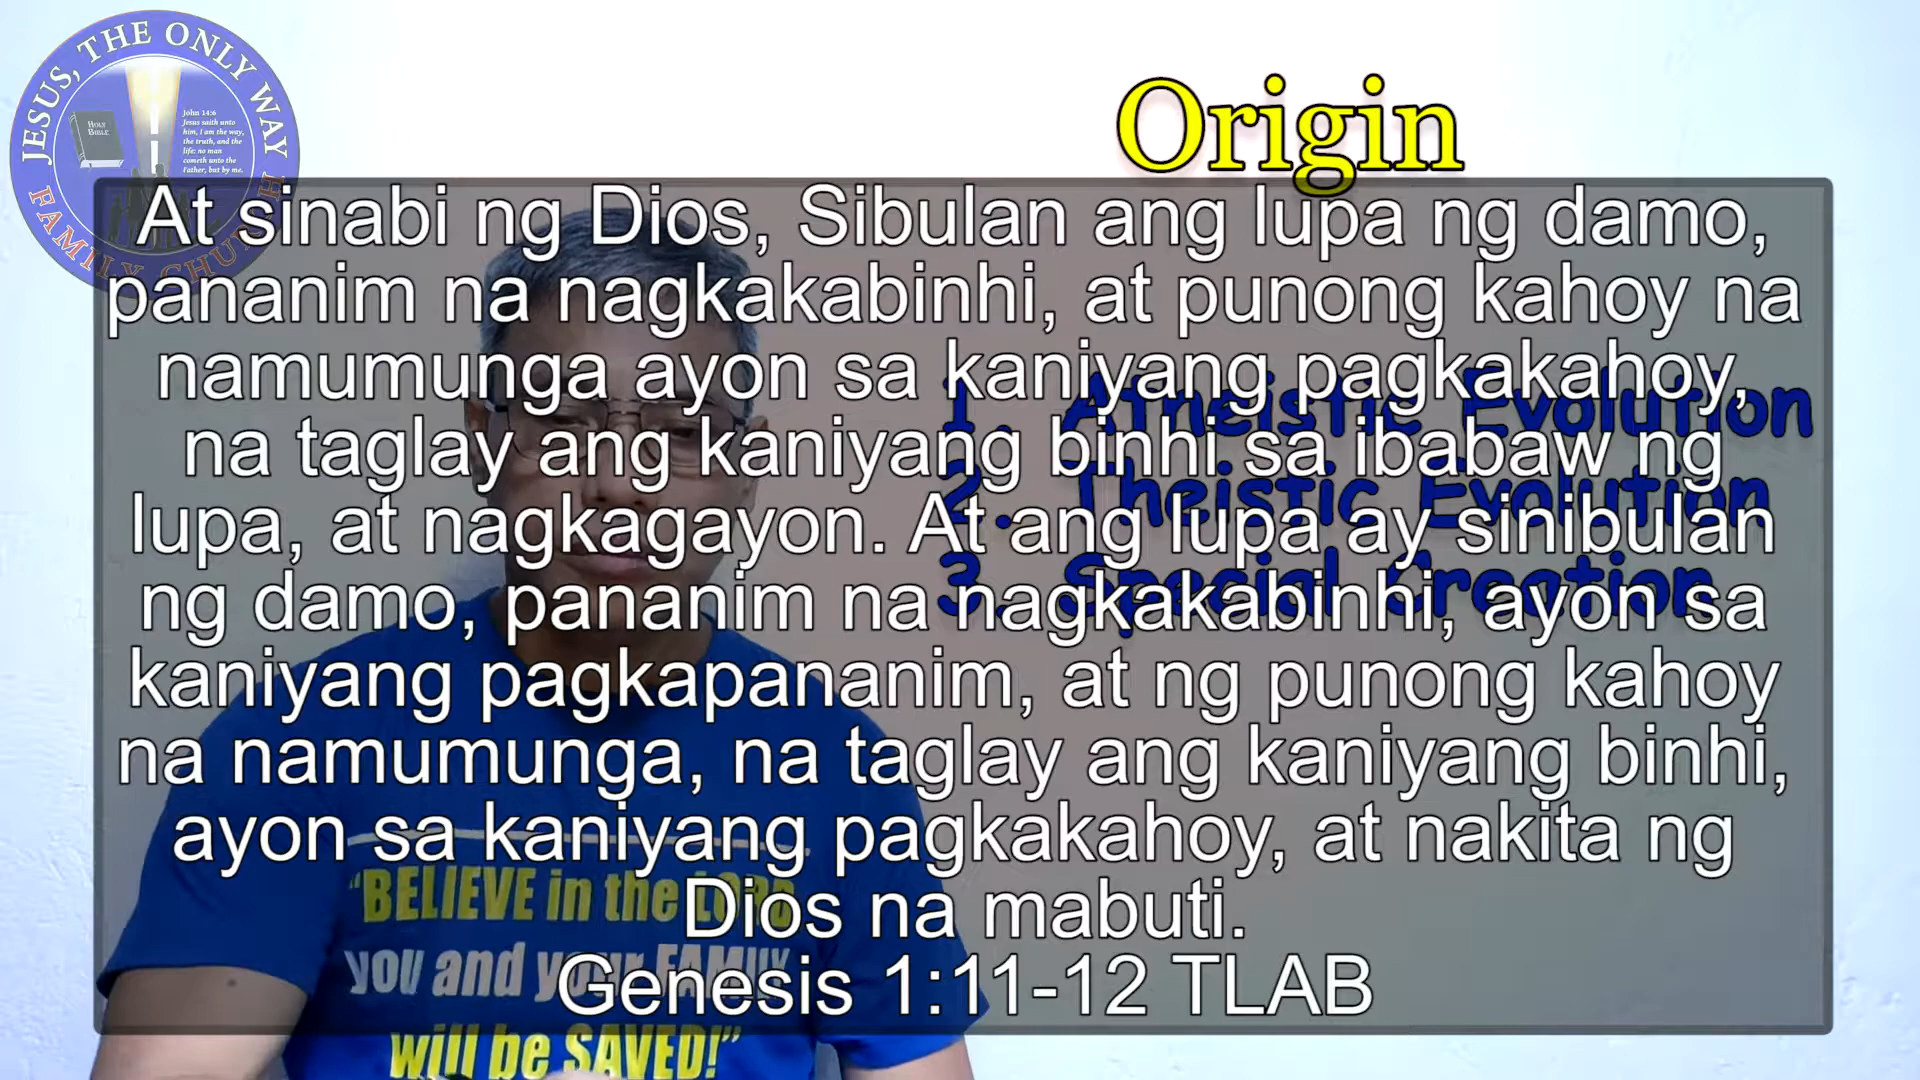 JESUS, THE ONLY WAY
FAMILY CHURCH
HOLY
BIBLE
John 14:6
Jesus saith unto
him, I am the way,
the truth, and the
life: no man
cometh unto the
Father, but by me.
Origin
At sinabi ng Dios, Sibulan ang lupa ng damo,
pananim na nagkakabinhi, at punong kahoy na
namumunga ayon sa kaniyang pagkakahoy,
na taglay ang kaniyang binhi sa ibabaw ng
lupa, at nagkagayon. At ang lupa ay sinibulan
ng damo, pananim na nagkakabinhi, ayon sa
kaniyang pagkapananim, at ng punong kahoy
na namumunga, na taglay ang kaniyang binhi,
ayon sa kaniyang pagkakahoy, at nakita ng
Dios na mabuti.
Genesis 1:11-12 TLAB
1. Atheistic Evolution
2. Theistic Evolution
3. Special Creation
"BELIEVE in the LORD
you and your FAMILY
will be SAVED!"